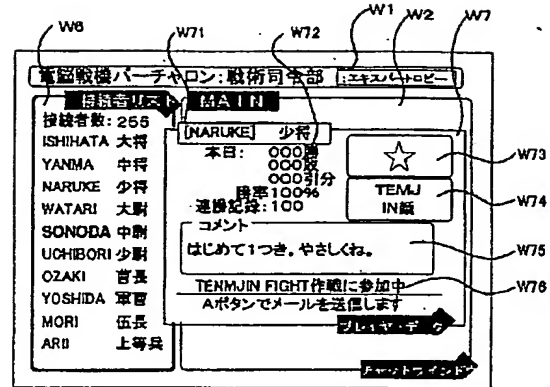 W1
W2
W7
W6
W71
W72
電脳戦機バーチャロン:戦術司令部 :エキスパートロビー
接続者リスト
MAIN
接続者数:255
ISHIHATA 大将
YANMA 中将
NARUKE 少将
WATARI 大尉
SONODA 中尉
UCHIBORI 少尉
OZAKI 曹長
YOSHIDA 軍曹
MORI 伍長
ARII 上等兵
[NARUKE] 少将
本日: 000勝
000敗
000引分
勝率100%
連勝記録:100
☆
W73
TEMJ
IN級
W74
コメント
はじめて1つき。やさしくね。
W75
TENMJIN FIGHT作戦に参加中
W76
Aボタンでメールを送信します
プレイヤ・データ
チャットウインドウ